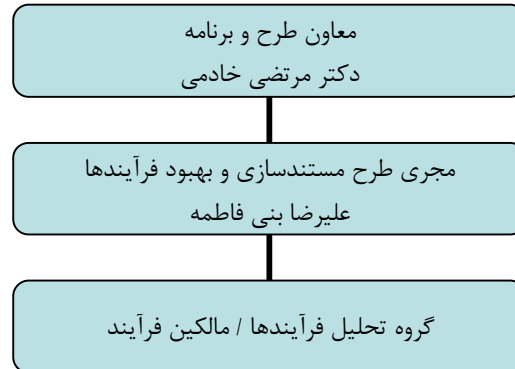 معاون طرح و برنامه
دکتر مرتضی خادمی
مجری طرح مستندسازی و بهبود فرآیندها
علیرضا بنی فاطمه
گروه تحلیل فرآیندها / مالکین فرآیند